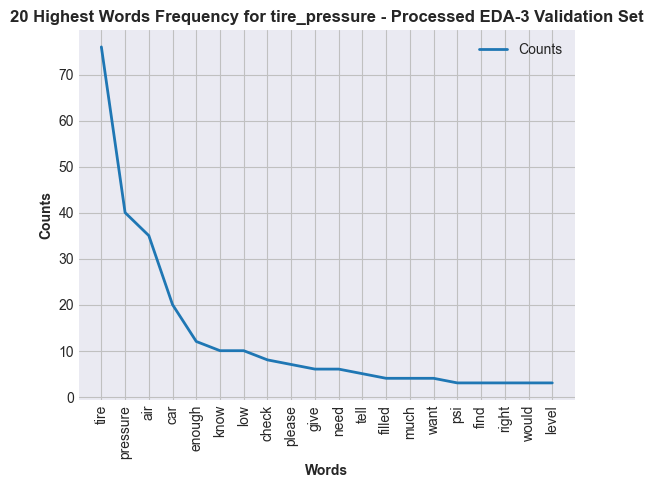 20 Highest Words Frequency for tire_pressure - Processed EDA-3 Validation Set
Counts
70
60
50
40
30
20
10
0
Counts
tire
pressure
air
car
enough
know
low
check
please
give
need
tell
filled
much
want
psi
find
right
would
level
Words